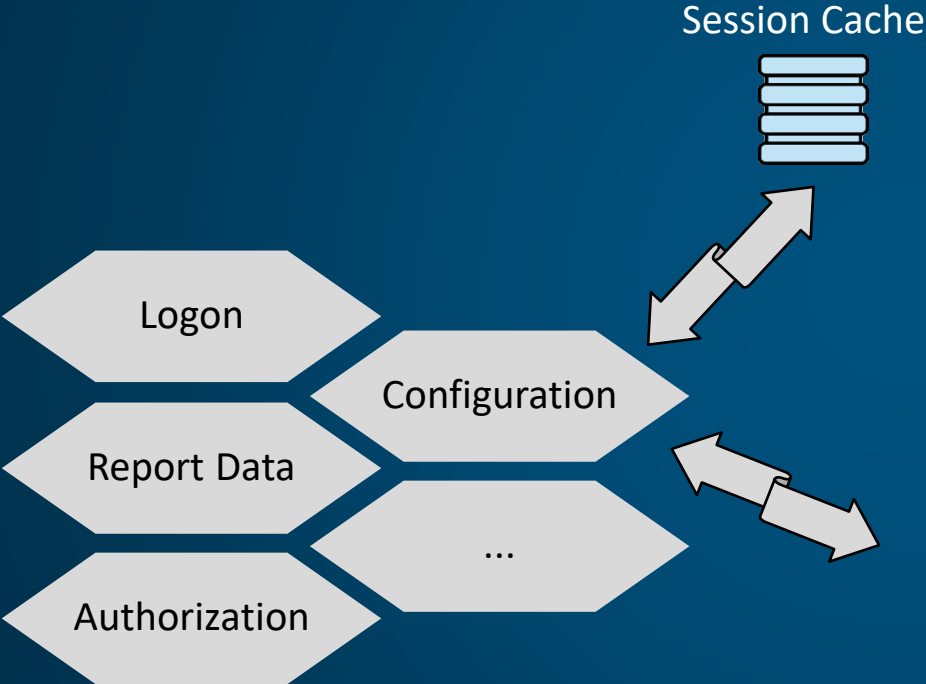 Session Cache
Logon
Configuration
Report Data
...
Authorization